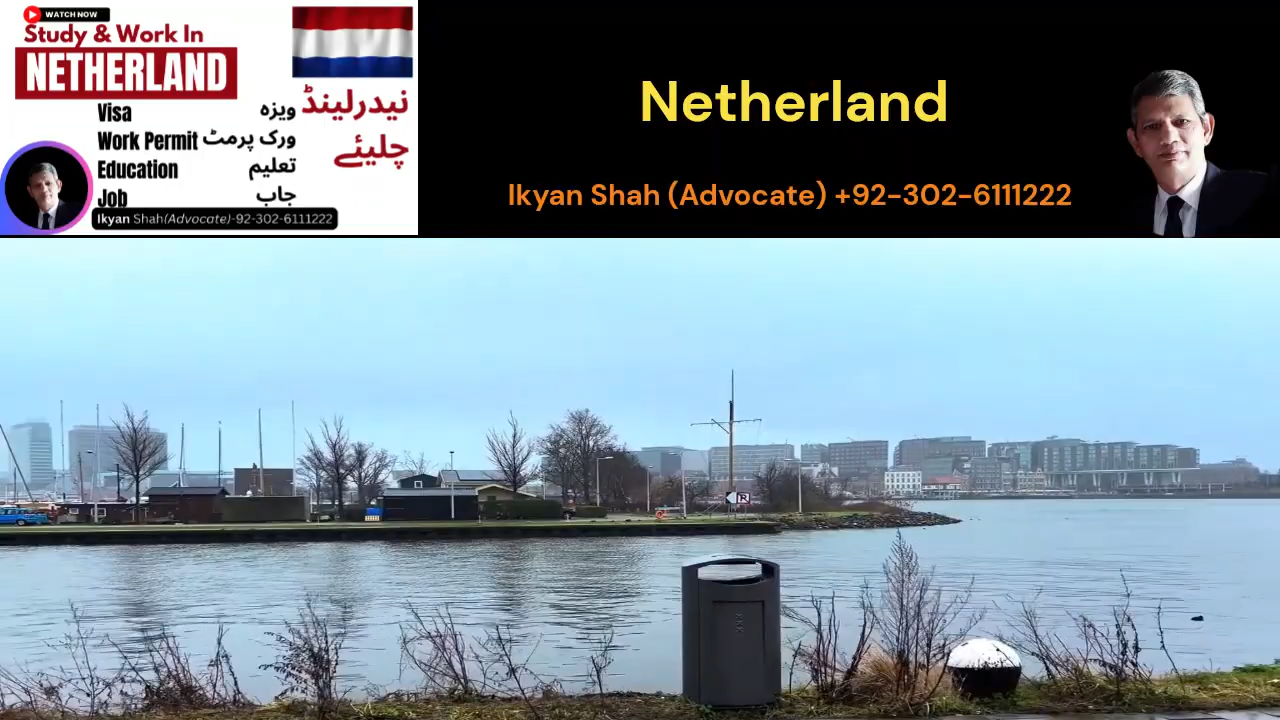 WATCH NOW
Study & Work In
NETHERLAND
نیدرلینڈ
چلیئے
Visa ویزہ
Work Permit ورک پرمٹ
Education تعلیم
Job جاب
Ikyan Shah(Advocate)-92-302-6111222
Netherland
Ikyan Shah (Advocate) +92-302-6111222
R
XXX